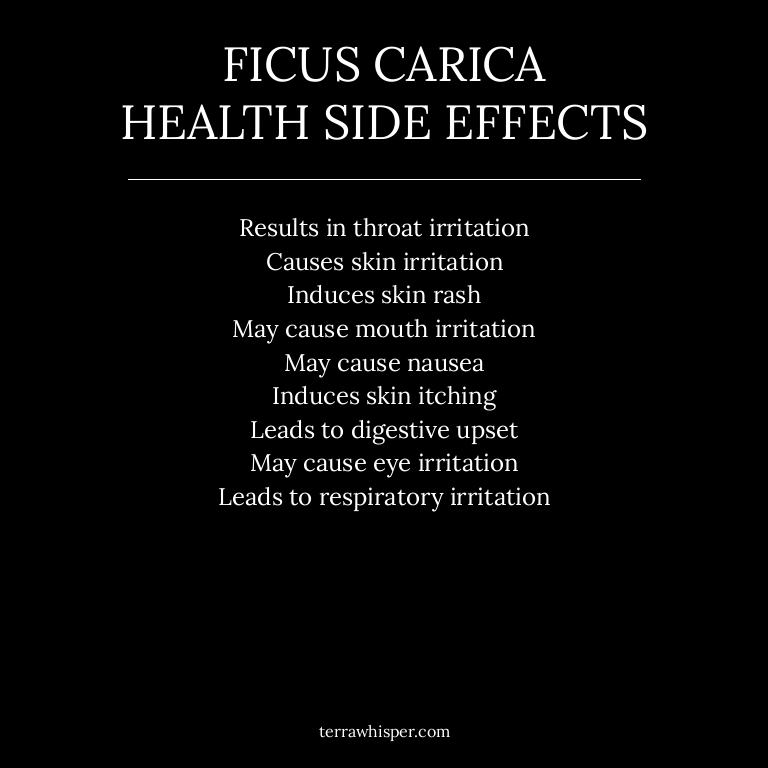 FICUS CARICA
HEALTH SIDE EFFECTS
Results in throat irritation
Causes skin irritation
Induces skin rash
May cause mouth irritation
May cause nausea
Induces skin itching
Leads to digestive upset
May cause eye irritation
Leads to respiratory irritation
terrawhisper.com